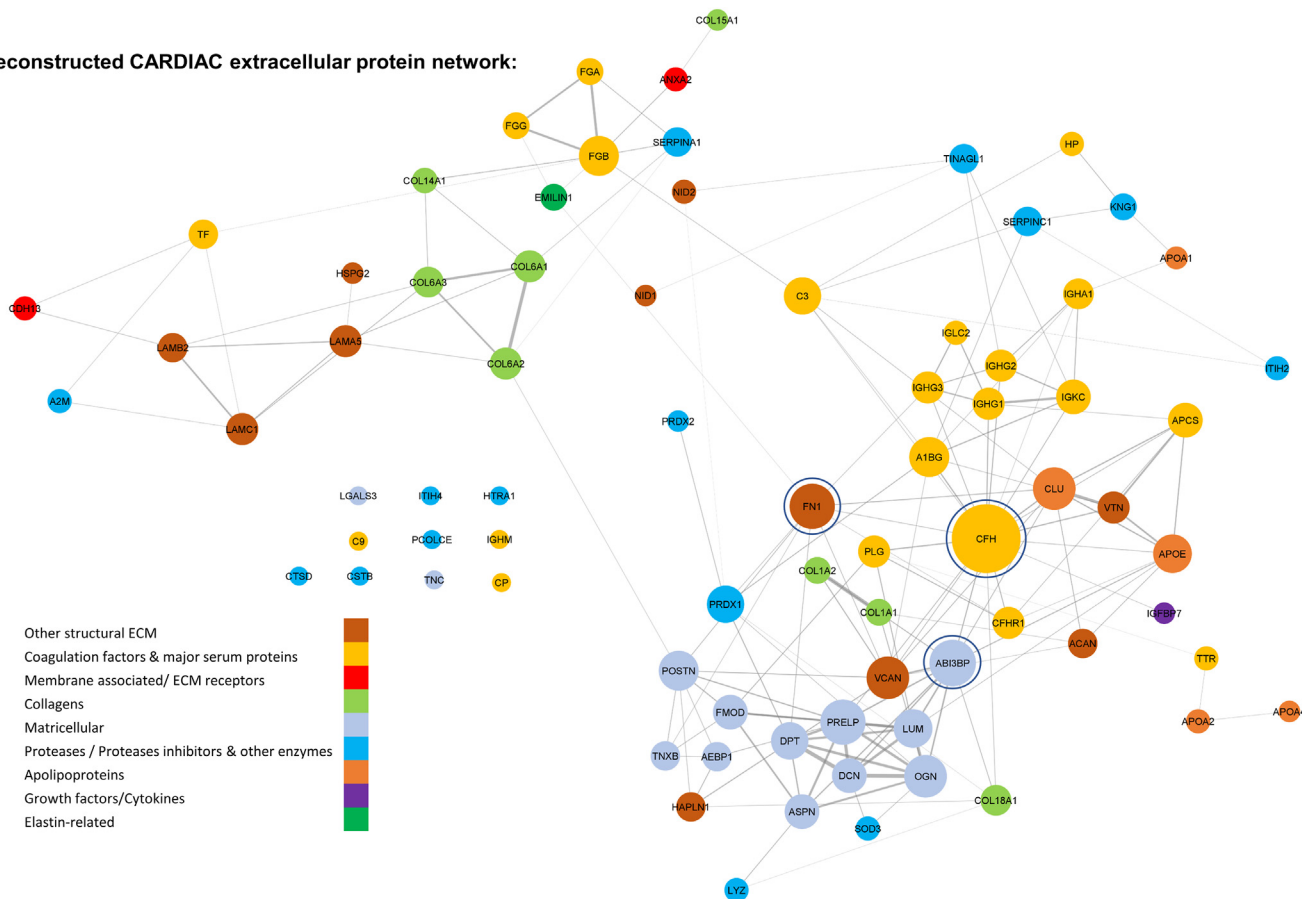 COL15A1
econstructed CARDIAC extracellular protein network:
FGA
ANXA2
FGG
SERPINA1
HP
FGB
TINAGL1
COL14A1
NID2
EMILIN1
KNG1
SERPINC1
TF
APOA1
COL6A1
HSPG2
COL6A3
NID1
C3
IGHA1
CDH13
IGLC2
LAMB2
LAMA5
COL6A2
IGHG2
ITIH2
IGHG3
A2M
IGHG1
IGKC
LAMC1
PRDX2
APCS
A1BG
LGALS3
ITIH4
HTRA1
CLU
FN1
VTN
C9
PCOLCE
IGHM
CFH
PLG
APOE
CTSD
CSTB
TNC
CP
COL1A2
PRDX1
COL1A1
IGFBP7
CFHR1
Other structural ECM
Coagulation factors & major serum proteins
Membrane associated/ ECM receptors
Collagens
Matricellular
Proteases / Proteases inhibitors & other enzymes
Apolipoproteins
Growth factors/Cytokines
Elastin-related
ACAN
TTR
POSTN
VCAN
ABI3BP
FMOD
PRELP
LUM
APOA2
APOA4
TNXB
AEBP1
DPT
DCN
OGN
HAPLN1
ASPN
COL18A1
SOD3
LYZ